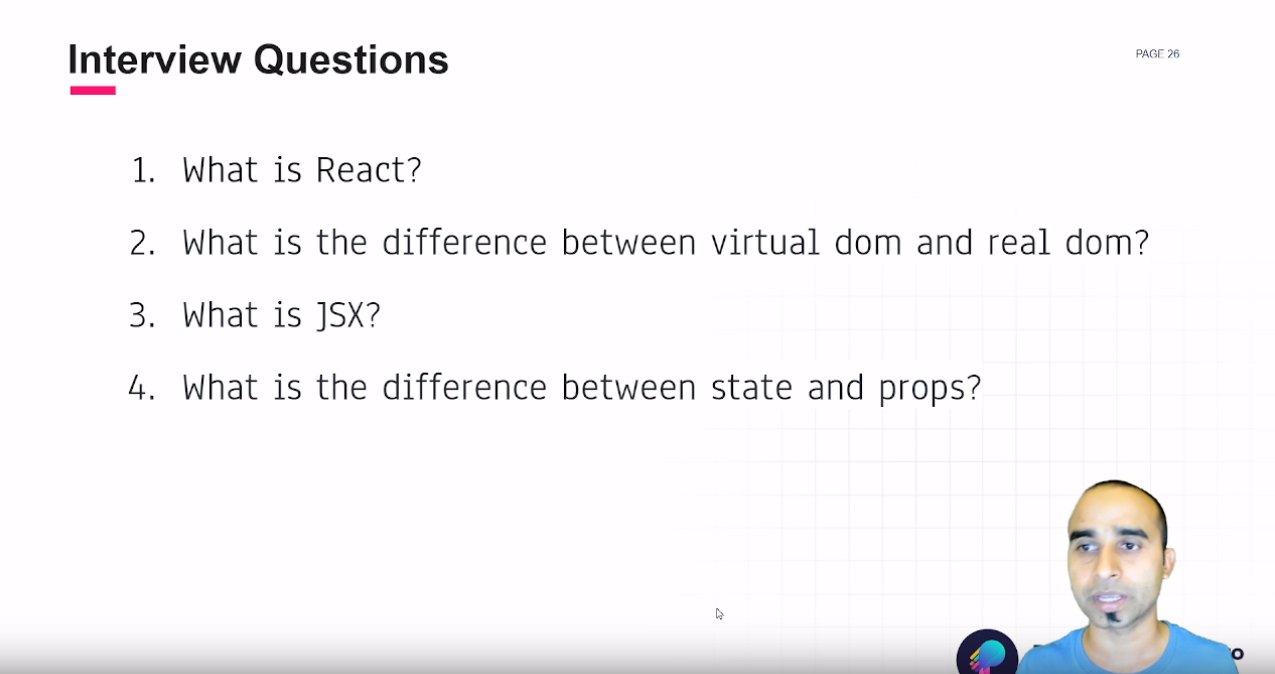 Interview Questions
PAGE 26
1. What is React?
2. What is the difference between virtual dom and real dom?
3. What is JSX?
4. What is the difference between state and props?